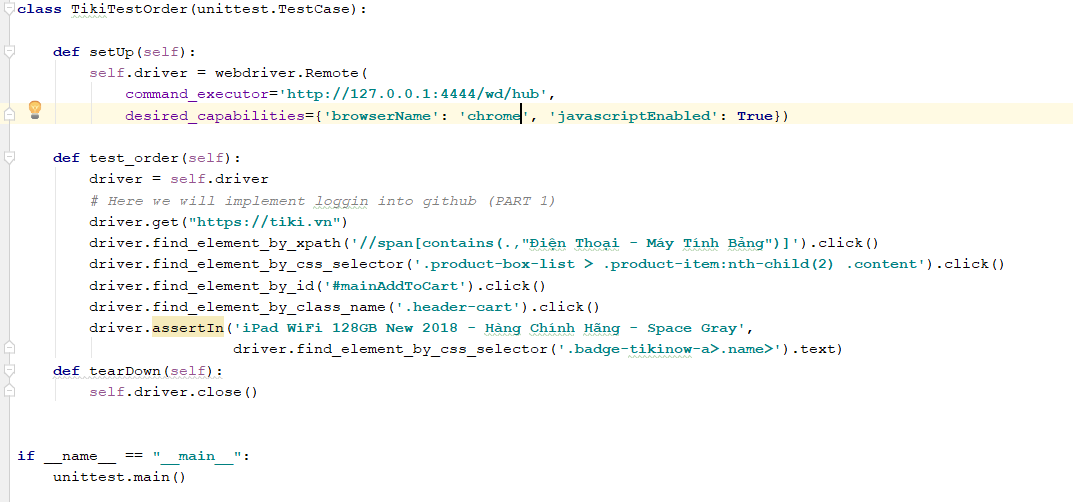 class TikiTestOrder(unittest.TestCase):
def setUp(self):
self.driver = webdriver.Remote(
command_executor='http://127.0.0.1:4444/wd/hub',
desired_capabilities={'browserName': 'chrome', 'javascriptEnabled': True})
def test_order(self):
driver = self.driver
# Here we will implement loggin into github (PART 1)
driver.get("https://tiki.vn")
driver.find_element_by_xpath('//span[contains(.,"Điện Thoại - Máy Tính Bảng")]').click()
driver.find_element_by_css_selector('.product-box-list > .product-item:nth-child(2) .content').click()
driver.find_element_by_id('#mainAddToCart').click()
driver.find_element_by_class_name('.header-cart').click()
driver.assertIn('iPad WiFi 128GB New 2018 - Hàng Chính Hãng - Space Gray',
driver.find_element_by_css_selector('.badge-tikinow-a>.name>').text)
def tearDown(self):
self.driver.close()
if __name__ == "__main__":
unittest.main()